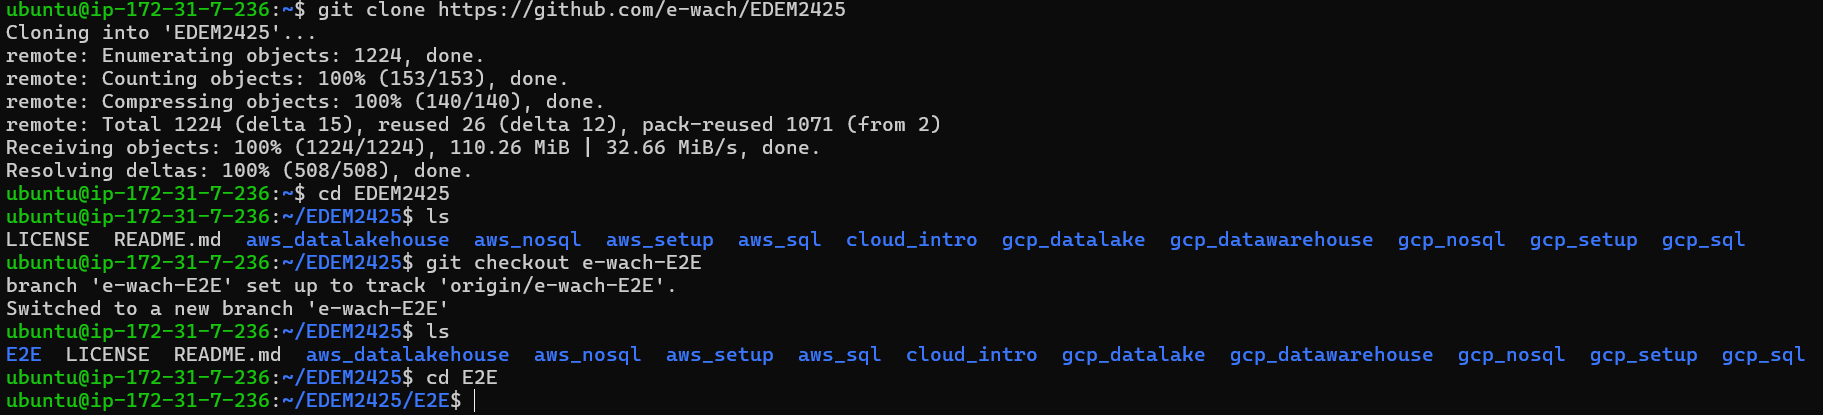 ubuntu@ip-172-31-7-236:~$ git clone https://github.com/e-wach/EDEM2425
Cloning into 'EDEM2425'...
remote: Enumerating objects: 1224, done.
remote: Counting objects: 100% (153/153), done.
remote: Compressing objects: 100% (140/140), done.
remote: Total 1224 (delta 15), reused 26 (delta 12), pack-reused 1071 (from 2)
Receiving objects: 100% (1224/1224), 110.26 MiB | 32.66 MiB/s, done.
Resolving deltas: 100% (508/508), done.
ubuntu@ip-172-31-7-236:~$ cd EDEM2425
ubuntu@ip-172-31-7-236:~/EDEM2425$ ls
LICENSE  README.md  aws_datalakehouse  aws_nosql  aws_setup  aws_sql  cloud_intro  gcp_datalake  gcp_datawarehouse  gcp_nosql  gcp_setup  gcp_sql
ubuntu@ip-172-31-7-236:~/EDEM2425$ git checkout e-wach-E2E
branch 'e-wach-E2E' set up to track 'origin/e-wach-E2E'.
Switched to a new branch 'e-wach-E2E'
ubuntu@ip-172-31-7-236:~/EDEM2425$ ls
E2E  LICENSE  README.md  aws_datalakehouse  aws_nosql  aws_setup  aws_sql  cloud_intro  gcp_datalake  gcp_datawarehouse  gcp_nosql  gcp_setup  gcp_sql
ubuntu@ip-172-31-7-236:~/EDEM2425$ cd E2E
ubuntu@ip-172-31-7-236:~/EDEM2425/E2E$